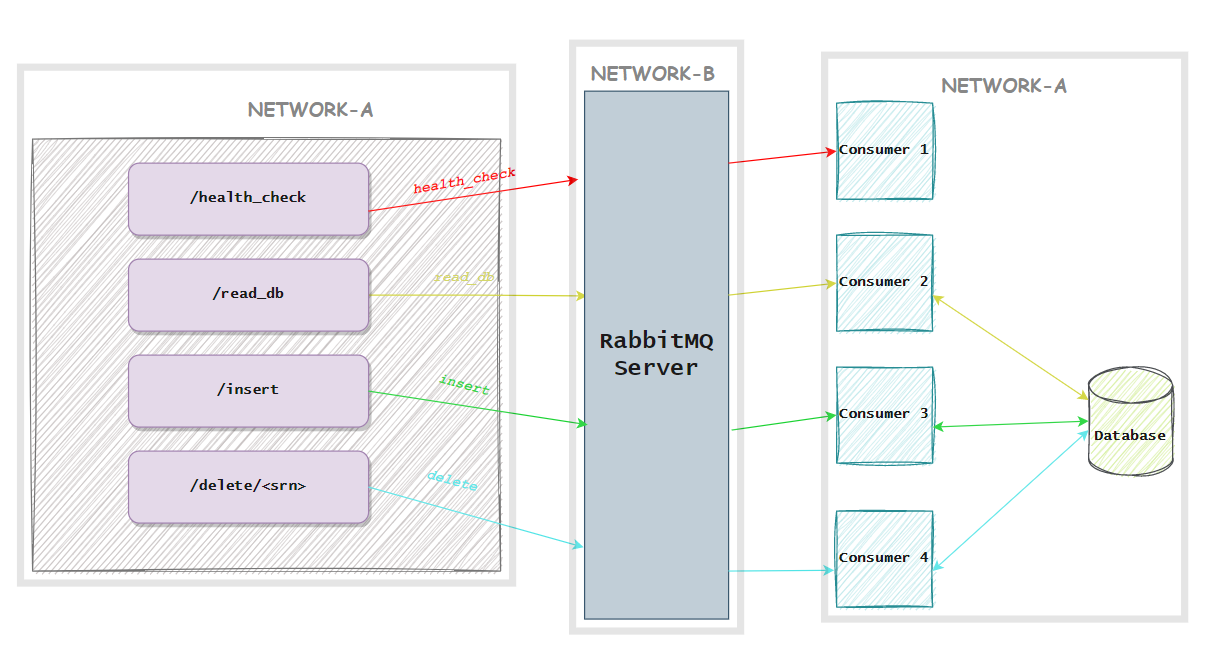 NETWORK-A
/health_check
/read_db
/insert
/delete/<srn>
health_check
read_db
insert
delete
NETWORK-B
RabbitMQ
Server
NETWORK-A
Consumer 1
Consumer 2
Consumer 3
Consumer 4
Database